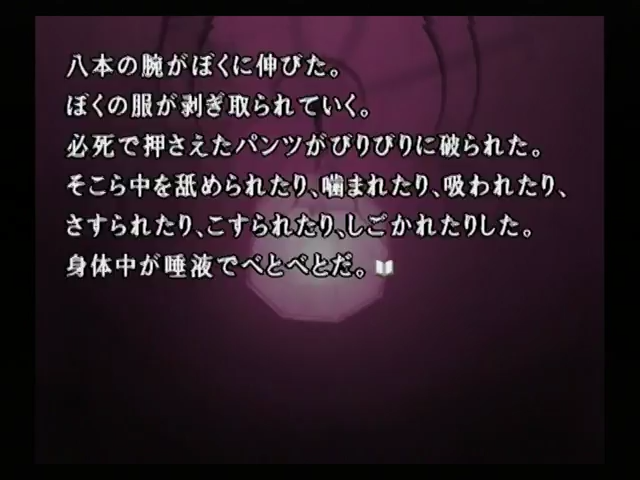 八本の腕がぼくに伸びた。
ぼくの服が剥ぎ取られていく。
必死で押さえたパンツがびりびりに破られた。
そこら中を舐められたり、噛まれたり、吸われたり、
さすられたり、こすられたり、しごかれたりした。
身体中が唾液でべとべとだ。